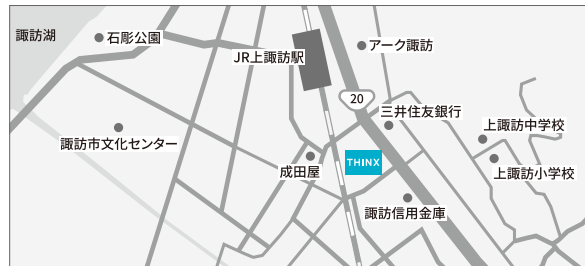 諏訪湖
石彫公園
JR上諏訪駅
アーク諏訪
20
三井住友銀行
上諏訪中学校
諏訪市文化センター
成田屋
THINX
上諏訪小学校
諏訪信用金庫